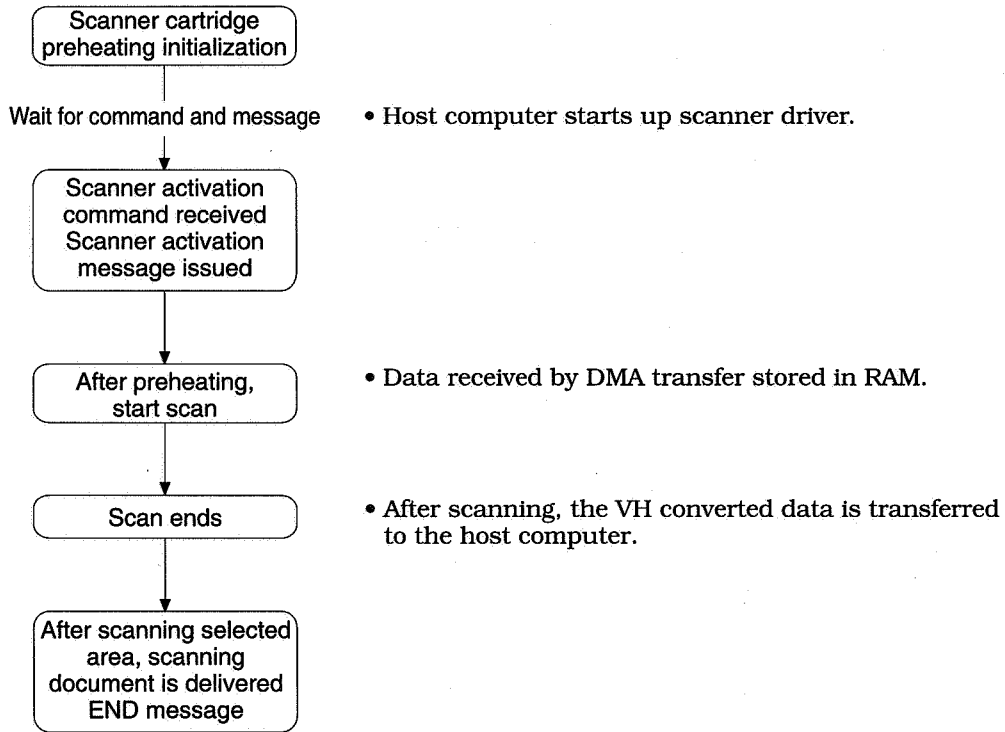 Scanner cartridge
preheating initialization
Wait for command and message
• Host computer starts up scanner driver.
Scanner activation
command received
Scanner activation
message issued
After preheating,
start scan
• Data received by DMA transfer stored in RAM.
Scan ends
• After scanning, the VH converted data is transferred
to the host computer.
After scanning selected
area, scanning
document is delivered
END message